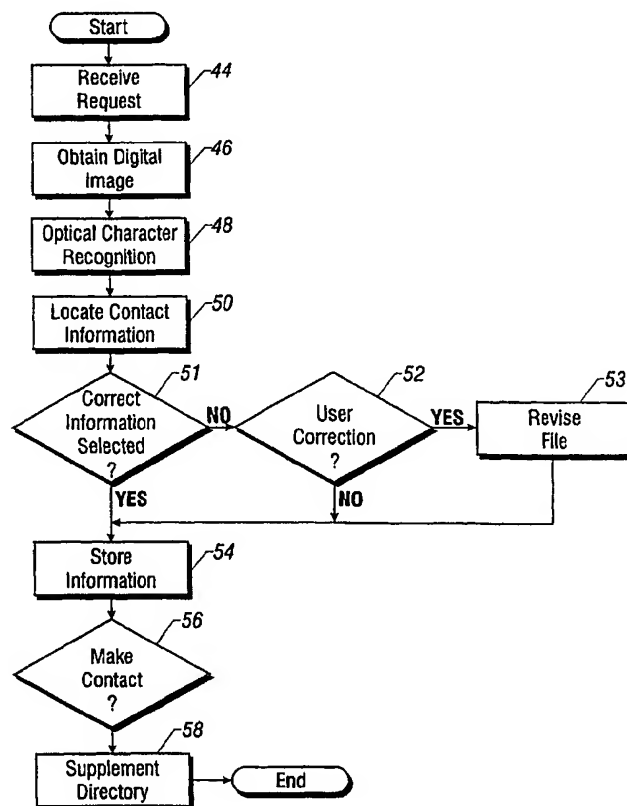 Start
44
Receive
Request
46
Obtain Digital
Image
48
Optical Character
Recognition
50
Locate Contact
Information
51
Correct
Information
Selected
?
NO
YES
52
User
Correction
?
YES
NO
53
Revise
File
54
Store
Information
56
Make
Contact
?
58
Supplement
Directory
End